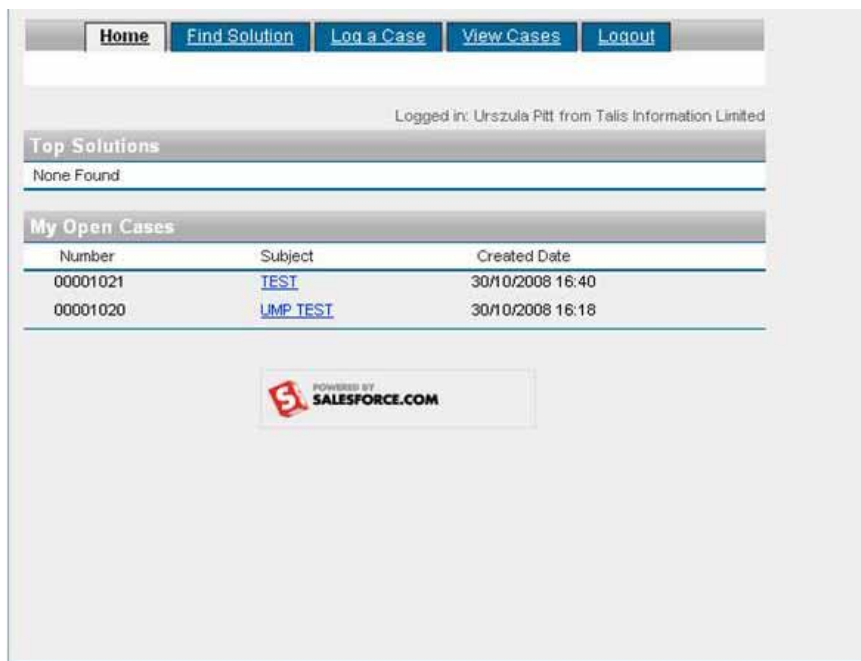 Home Find Solution Log a Case View Cases Logout
Logged in: Urszula Pitt from Talis Information Limited
Top Solutions
None Found
My Open Cases
Number Subject Created Date
00001021 TEST 30/10/2008 16:40
00001020 UMP TEST 30/10/2008 16:18
S
POWERED BY
SALESFORCE.COM